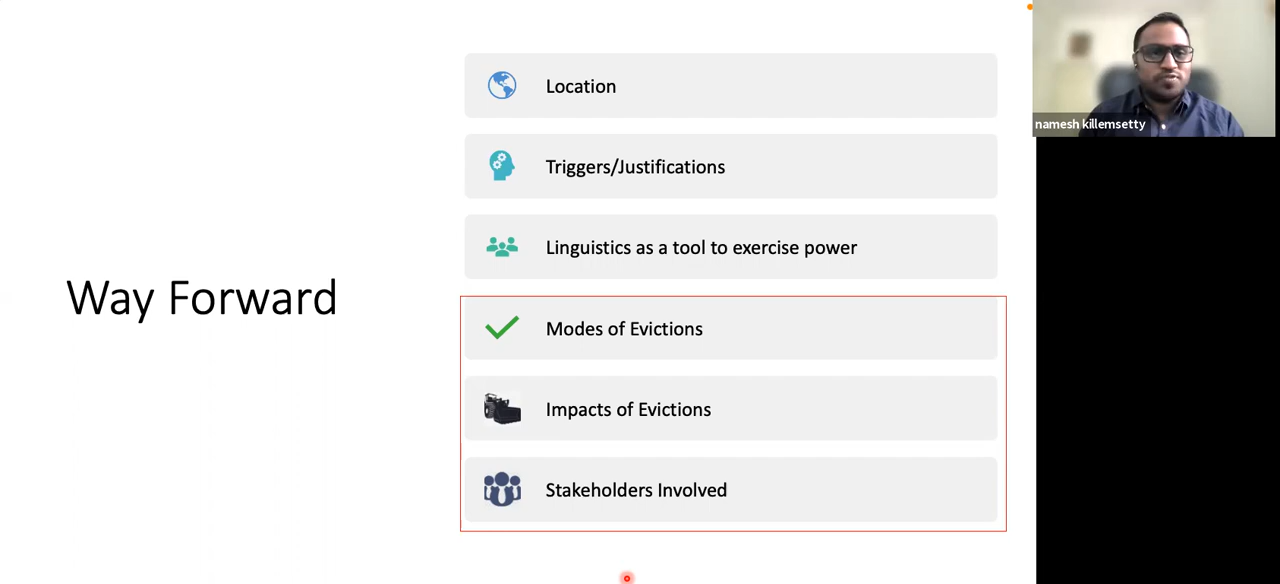 Way Forward
Location
Triggers/Justifications
Linguistics as a tool to exercise power
Modes of Evictions
Impacts of Evictions
Stakeholders Involved
namesh killemsetty